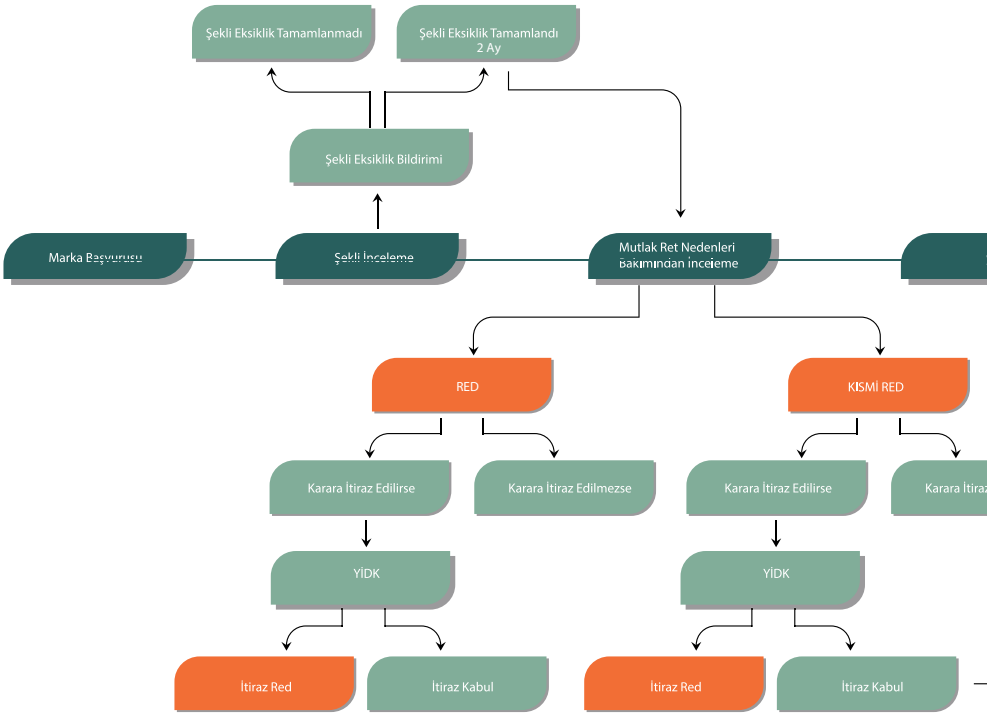 Şekli Eksiklik Tamamlanmadı
Şekli Eksiklik Tamamlandı
2 Ay
Şekli Eksiklik Bildirimi
Marka Başvurusu
Şekli İnceleme
Mutlak Ret Nedenleri
Bakımından İnceleme
RED
KISMİ RED
Karara İtiraz Edilirse
Karara İtiraz Edilmezse
Karara İtiraz Edilirse
Karara İtiraz
YİDK
YİDK
İtiraz Red
İtiraz Kabul
İtiraz Red
İtiraz Kabul